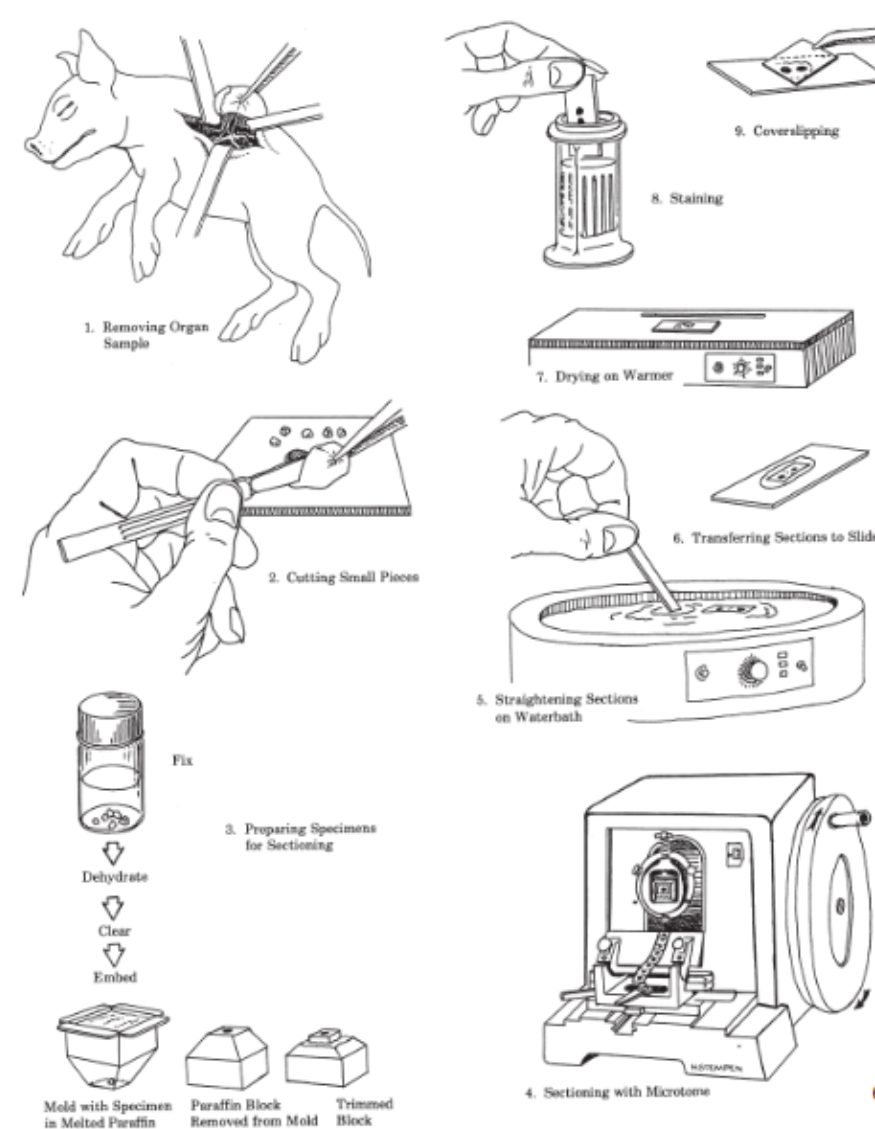 1. Removing Organ
Sample
2. Cutting Small Pieces
Fix
3. Preparing Specimens
for Sectioning
Dehydrate
Clear
Embed
Mold with Specimen
in Melted Paraffin
Paraffin Block
Removed from Mold
Trimmed
Block
4. Sectioning with Microtome
H.STEMPEN
5. Straightening Sections
on Waterbath
6. Transferring Sections to Slide
7. Drying on Warmer
8. Staining
9. Coverslipping